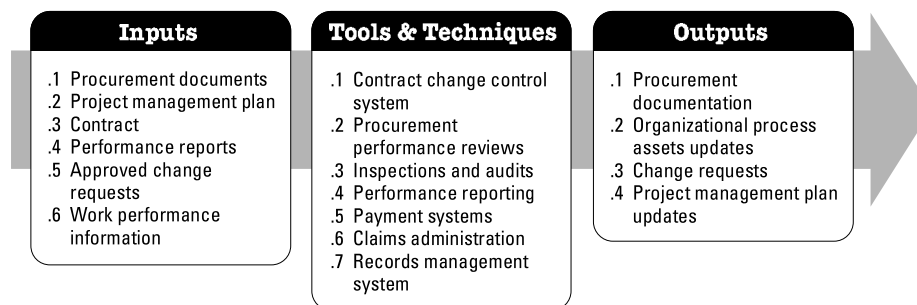 Inputs
.1 Procurement documents
.2 Project management plan
.3 Contract
.4 Performance reports
.5 Approved change
requests
.6 Work performance
information
Tools & Techniques
.1 Contract change control
system
.2 Procurement
performance reviews
.3 Inspections and audits
.4 Performance reporting
.5 Payment systems
.6 Claims administration
.7 Records management
system
Outputs
.1 Procurement
documentation
.2 Organizational process
assets updates
.3 Change requests
.4 Project management plan
updates